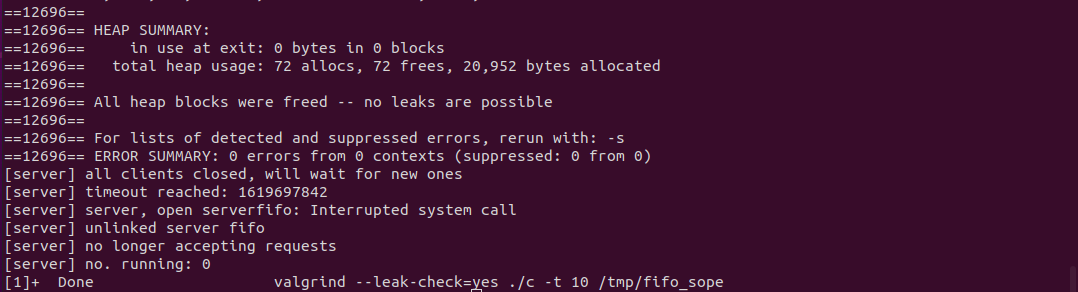 ==12696==
==12696== HEAP SUMMARY:
==12696==     in use at exit: 0 bytes in 0 blocks
==12696==   total heap usage: 72 allocs, 72 frees, 20,952 bytes allocated
==12696==
==12696== All heap blocks were freed -- no leaks are possible
==12696==
==12696== For lists of detected and suppressed errors, rerun with: -s
==12696== ERROR SUMMARY: 0 errors from 0 contexts (suppressed: 0 from 0)
[server] all clients closed, will wait for new ones
[server] timeout reached: 1619697842
[server] server, open serverfifo: Interrupted system call
[server] unlinked server fifo
[server] no longer accepting requests
[server] no. running: 0
[1]+  Done                    valgrind --leak-check=yes ./c -t 10 /tmp/fifo_sope